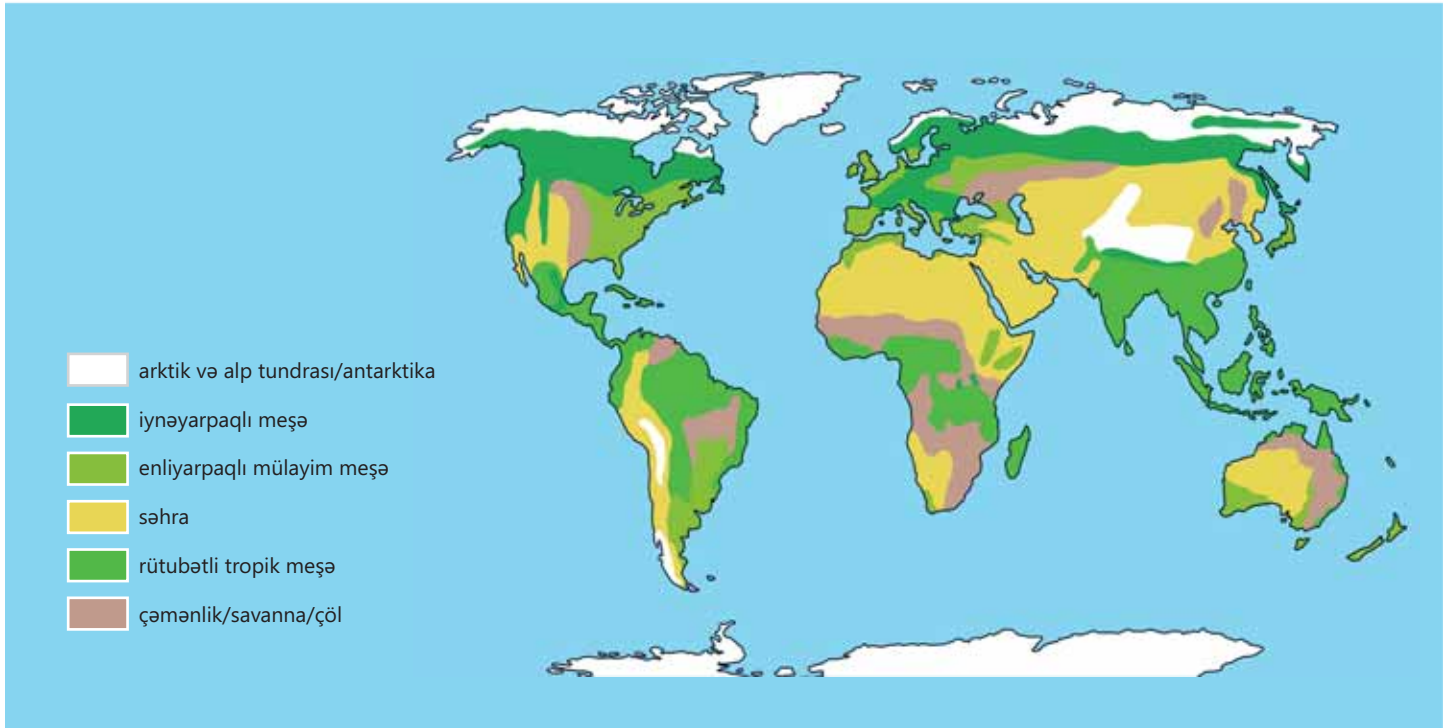 arktik və alp tundrası/antarktika
iynəyarpaqlı meşə
enliyarpaqlı mülayim meşə
səhra
rütubətli tropik meşə
çəmənlik/savanna/çöl